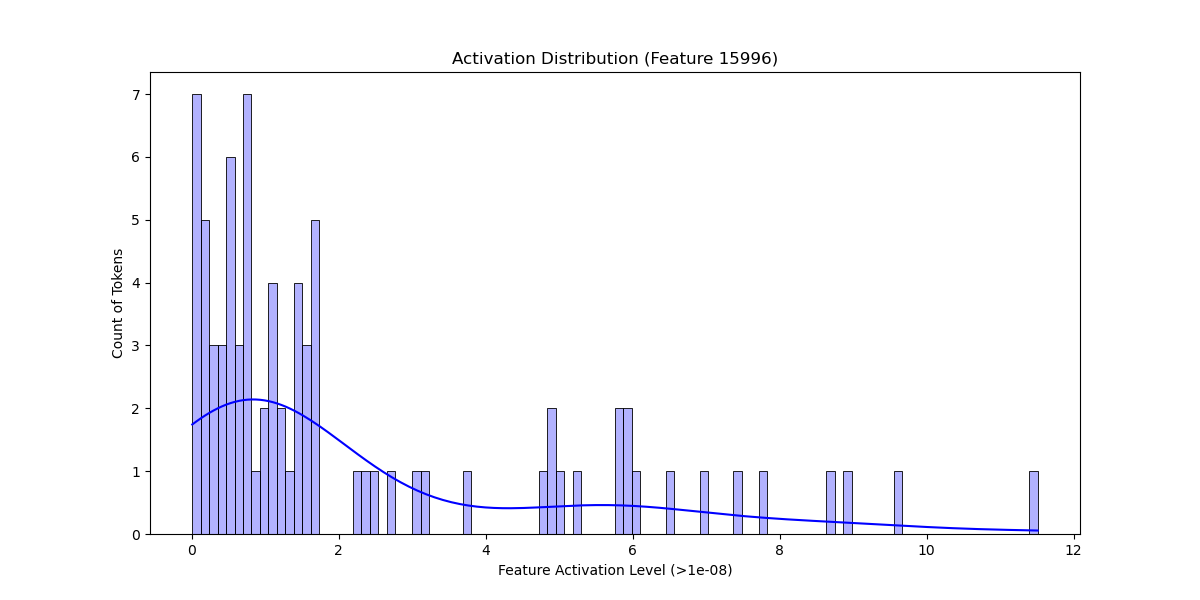 Activation Distribution (Feature 15996)
7
6
5
4
3
2
1
0
Count of Tokens
0 2 4 6 8 10 12
Feature Activation Level (>1e-08)